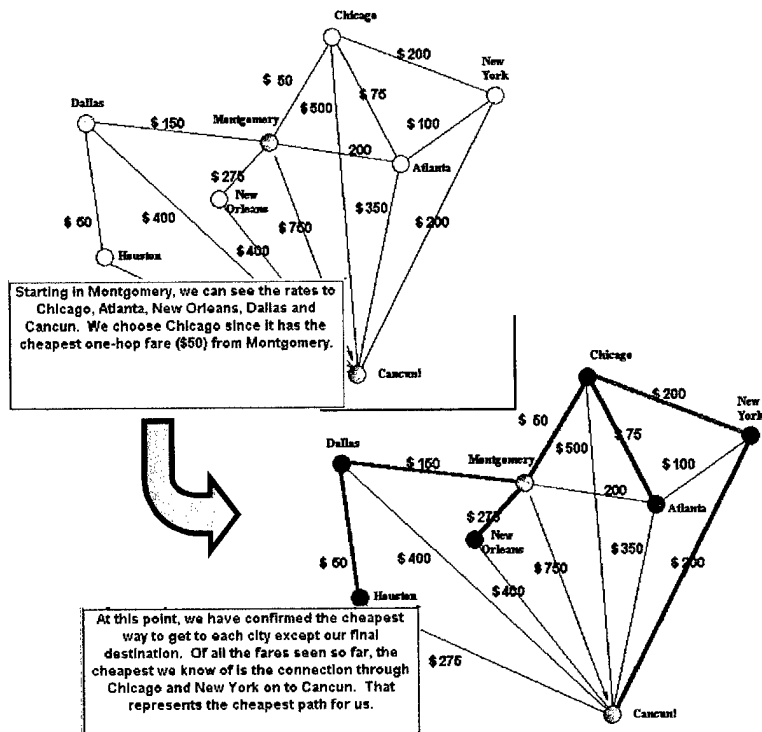 Chicago
$ 200
New
York
$ 50
$ 75
Dallas
$ 500
$ 150
Montgomery
$ 100
200
Atlanta
$ 275
New
Orleans
$ 350
$ 200
$ 50
$ 400
$ 750
$ 400
Houston
Starting in Montgomery, we can see the rates to
Chicago, Atlanta, New Orleans, Dallas and
Cancun. We choose Chicago since it has the
cheapest one-hop fare ($50) from Montgomery.
Cancun!
Chicago
$ 200
New
York
$ 50
$ 75
Dallas
$ 500
$ 150
Montgomery
$ 100
200
Atlanta
$ 275
New
Orleans
$ 350
$ 200
$ 50
$ 400
$ 750
$ 400
Houston
At this point, we have confirmed the cheapest
way to get to each city except our final
destination. Of all the fares seen so far, the
cheapest we know of is the connection through
Chicago and New York on to Cancun. That
represents the cheapest path for us.
$ 275
Cancun!